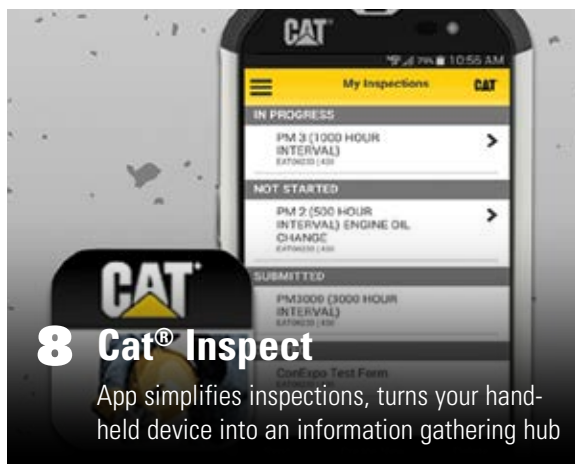 CAT
79% 10:55 AM
My Inspections
CAT
IN PROGRESS
PM 3 (1000 HOUR
INTERVAL)
NOT STARTED
PM 2 (500 HOUR
INTERVAL) ENGINE OIL
CHANGE
SUBMITTED
PM3000 (3000 HOUR
INTERVAL)
ConExpo Test Form
CAT
8 Cat® Inspect
App simplifies inspections, turns your hand-
held device into an information gathering hub